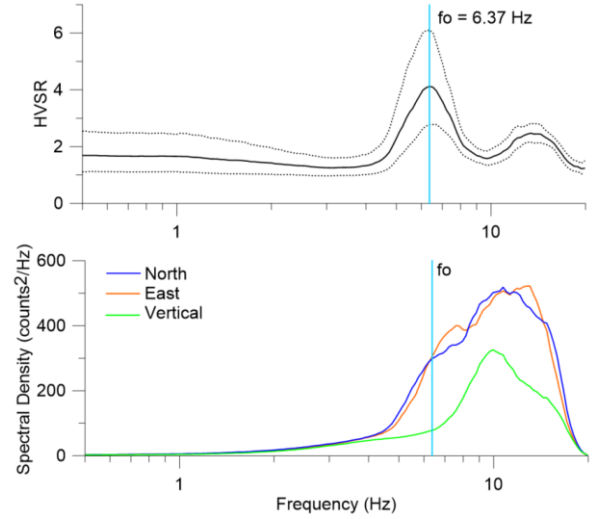 fo = 6.37 Hz
HVSR
6
4
2
0
1
10
Spectral Density (counts2/Hz)
600
400
200
0
North
East
Vertical
fo
1
10
Frequency (Hz)